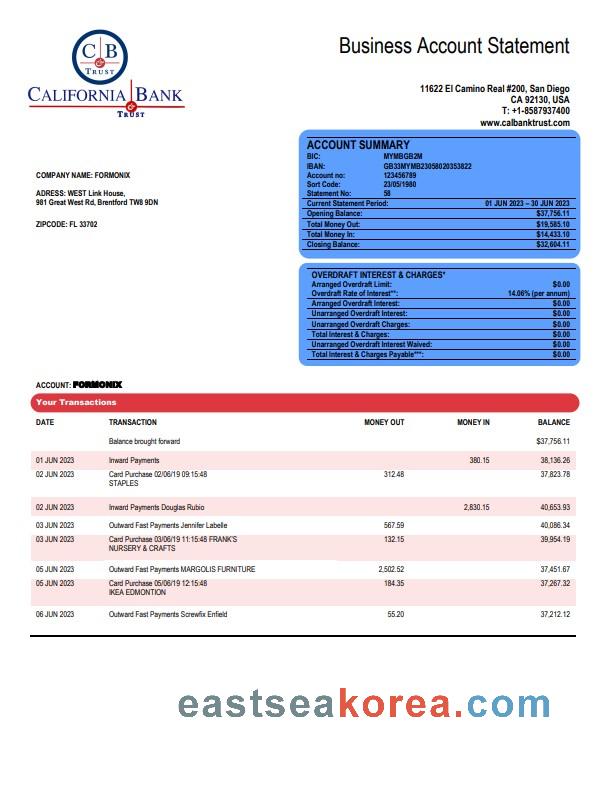 C B
&
TRUST
CALIFORNIA BANK
&
TRUST
Business Account Statement
11622 El Camino Real #200, San Diego
CA 92130, USA
T: +1-8587937400
www.calbanktrust.com
COMPANY NAME: FORMONIX
ADRESS: WEST Link House,
981 Great West Rd, Brentford TW8 9DN
ZIPCODE: FL 33702
ACCOUNT SUMMARY
BIC: MYMBGB2M
IBAN: GB33MYMB23058020353822
Account no: 123456789
Sort Code: 23/05/1980
Statement No: 58
Current Statement Period: 01 JUN 2023 – 30 JUN 2023
Opening Balance: $37,756.11
Total Money Out: $19,585.10
Total Money In: $14,433.10
Closing Balance: $32,604.11
OVERDRAFT INTEREST & CHARGES*
Arranged Overdraft Limit: $0.00
Overdraft Rate of Interest**: 14.06% (per annum)
Arranged Overdraft Interest: $0.00
Unarranged Overdraft Interest: $0.00
Unarranged Overdraft Charges: $0.00
Total Interest & Charges: $0.00
Unarranged Overdraft Interest Waived: $0.00
Total Interest & Charges Payable***: $0.00
ACCOUNT: FORMONIX
Your Transactions
DATE TRANSACTION MONEY OUT MONEY IN BALANCE
Balance brought forward $37,756.11
01 JUN 2023 Inward Payments 380.15 38,136.26
02 JUN 2023 Card Purchase 02/06/19 09:15:48 312.48 37,823.78
STAPLES
02 JUN 2023 Inward Payments Douglas Rubio 2,830.15 40,653.93
03 JUN 2023 Outward Fast Payments Jennifer Labelle 567.59 40,086.34
03 JUN 2023 Card Purchase 03/06/19 11:15:48 FRANK'S 132.15 39,954.19
NURSERY & CRAFTS
05 JUN 2023 Outward Fast Payments MARGOLIS FURNITURE 2,502.52 37,451.67
05 JUN 2023 Card Purchase 05/06/19 12:15:48 184.35 37,267.32
IKEA EDMONTION
06 JUN 2023 Outward Fast Payments Screwfix Enfield 55.20 37,212.12
eastseakorea.com